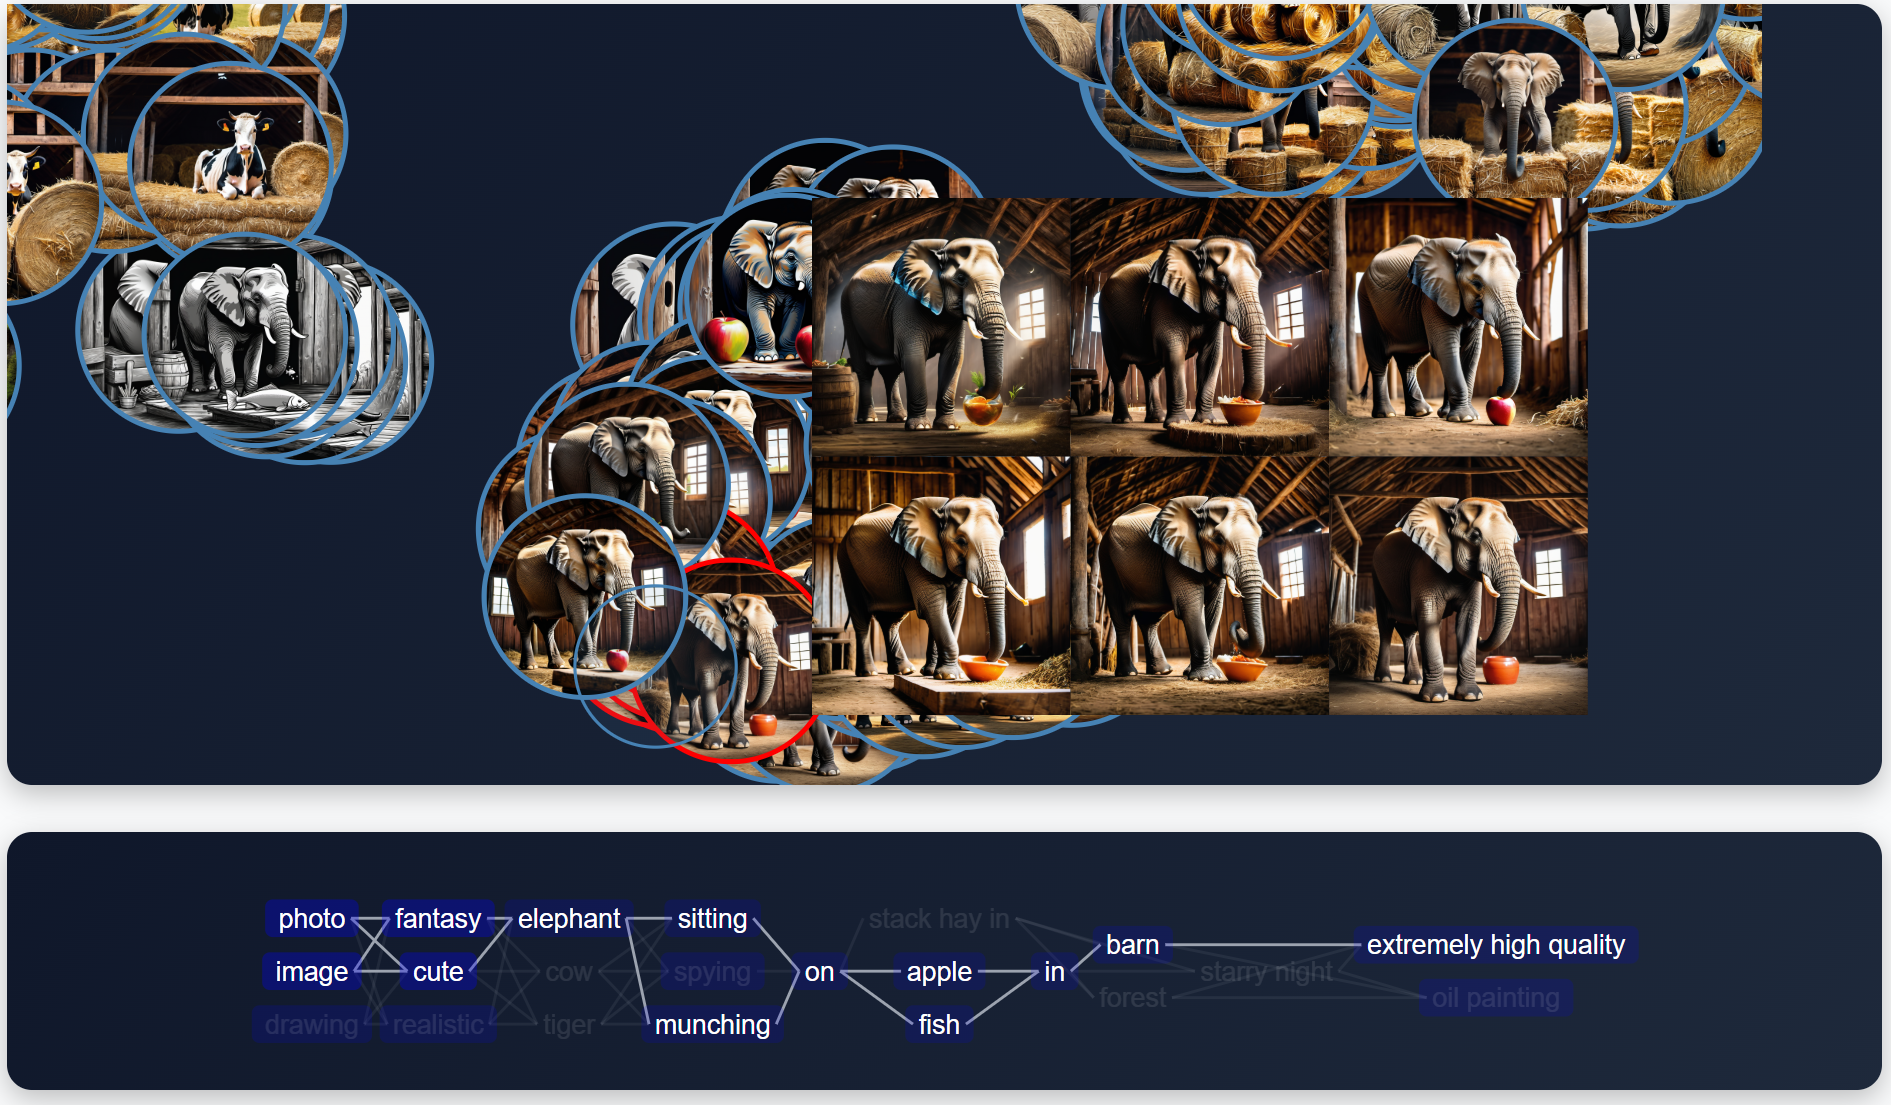 photo fantasy elephant sitting stack hay in barn extremely high quality
image cute cow spying on apple in starry night
drawing realistic tiger munching fish forest oil painting